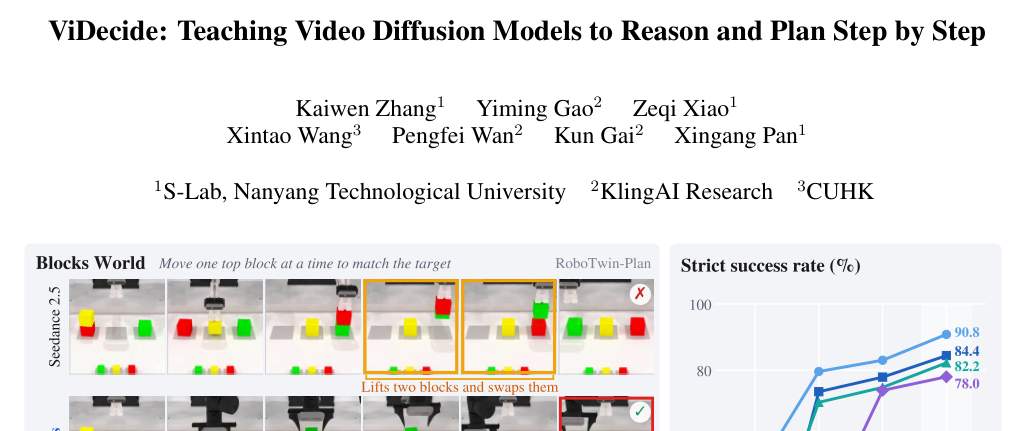 ViDecide: Teaching Video Diffusion Models to Reason and Plan Step by Step
Kaiwen Zhang1 Yiming Gao2 Zeqi Xiao1
Xintao Wang3 Pengfei Wan2 Kun Gai2 Xingang Pan1
1S-Lab, Nanyang Technological University 2KlingAI Research 3CUHK
Blocks World Move one top block at a time to match the target RoboTwin-Plan
Seedance 2.5
✗
Lifts two blocks and swaps them
✓
Strict success rate (%)
100
80
90.8
84.4
82.2
78.0